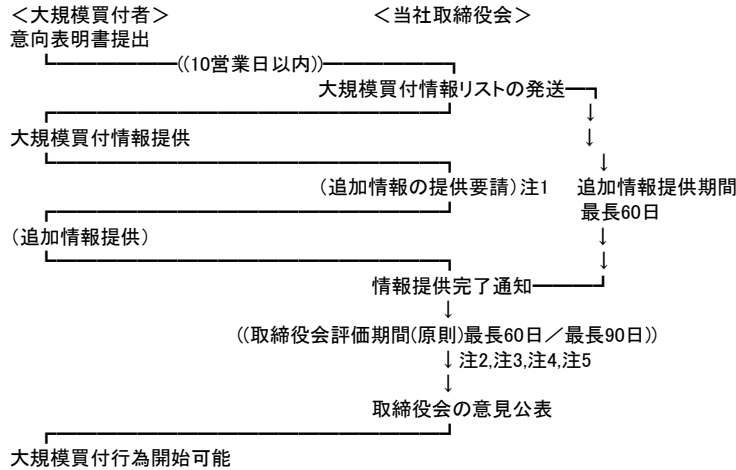 ＜大規模買付者＞　＜当社取締役会＞
意向表明書提出
((10営業日以内))
大規模買付情報リストの発送
↓
大規模買付情報提供　↓
↓
（追加情報の提供要請）注1　追加情報提供期間
最長60日
（追加情報提供）　↓
↓
情報提供完了通知
↓
((取締役会評価期間(原則)最長60日／最長90日))
↓ 注2,注3,注4,注5
↓
取締役会の意見公表
大規模買付行為開始可能